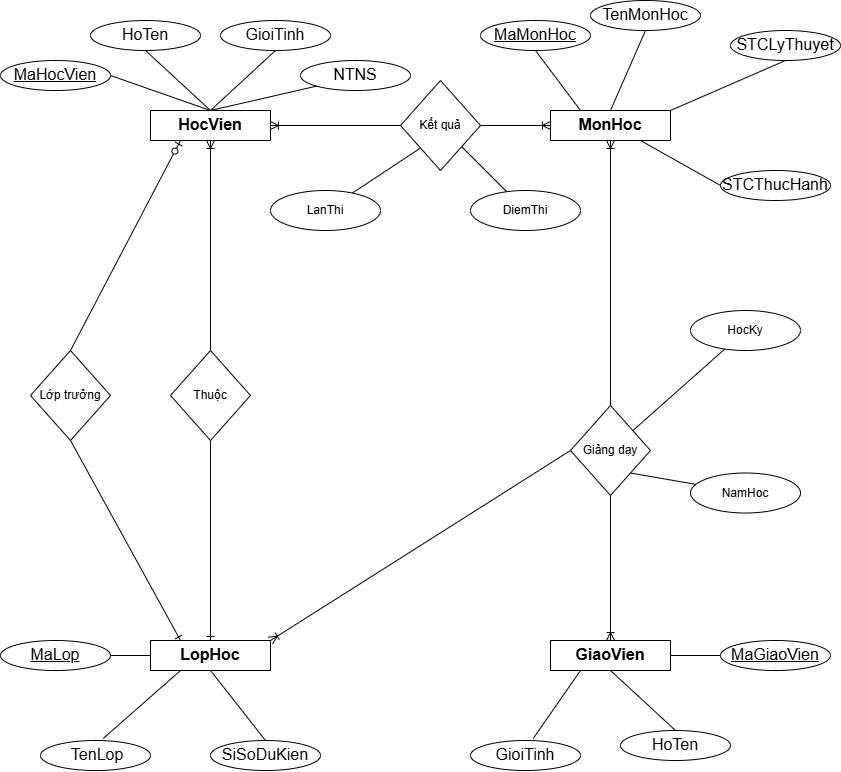 TenMonHoc
HoTen
GioiTinh
MaMonHoc
STCLyThuyet
MaHocVien
NTNS
HocVien
Kết quả
MonHoc
STCThucHanh
LanThi
DiemThi
HocKy
Lớp trưởng
Thuộc
Giảng dạy
NamHoc
MaLop
LopHoc
GiaoVien
MaGiaoVien
TenLop
SiSoDuKien
GioiTinh
HoTen